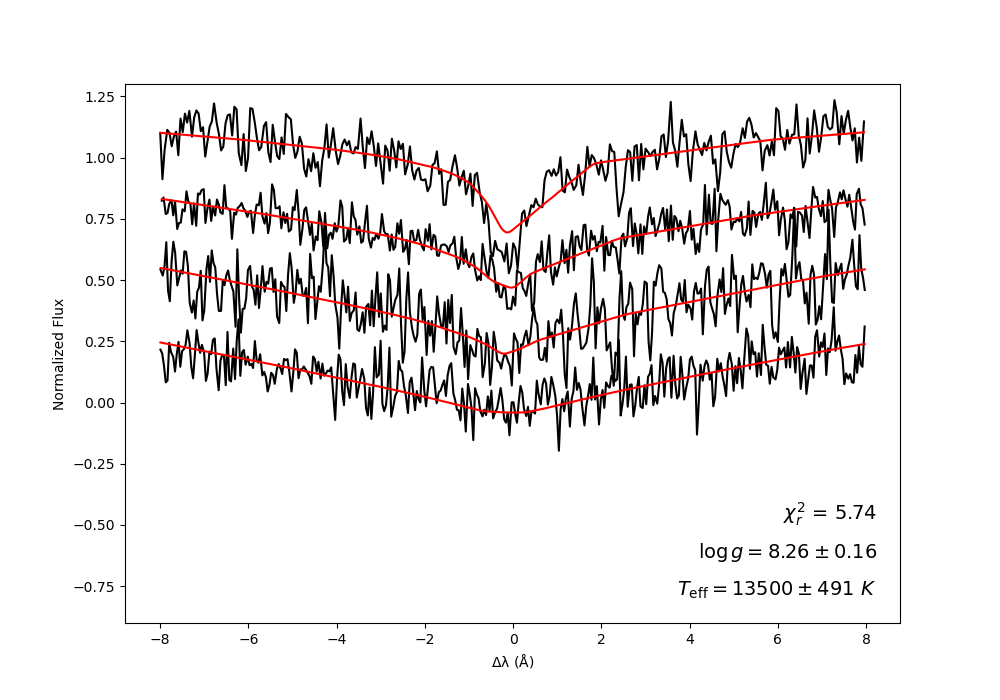 1.25
1.00
0.75
0.50
0.25
0.00
−0.25
−0.50
−0.75
Normalized Flux
χ²ᵣ = 5.74
log g = 8.26 ± 0.16
T_eff = 13500 ± 491 K
−8 −6 −4 −2 0 2 4 6 8
Δλ (Å)